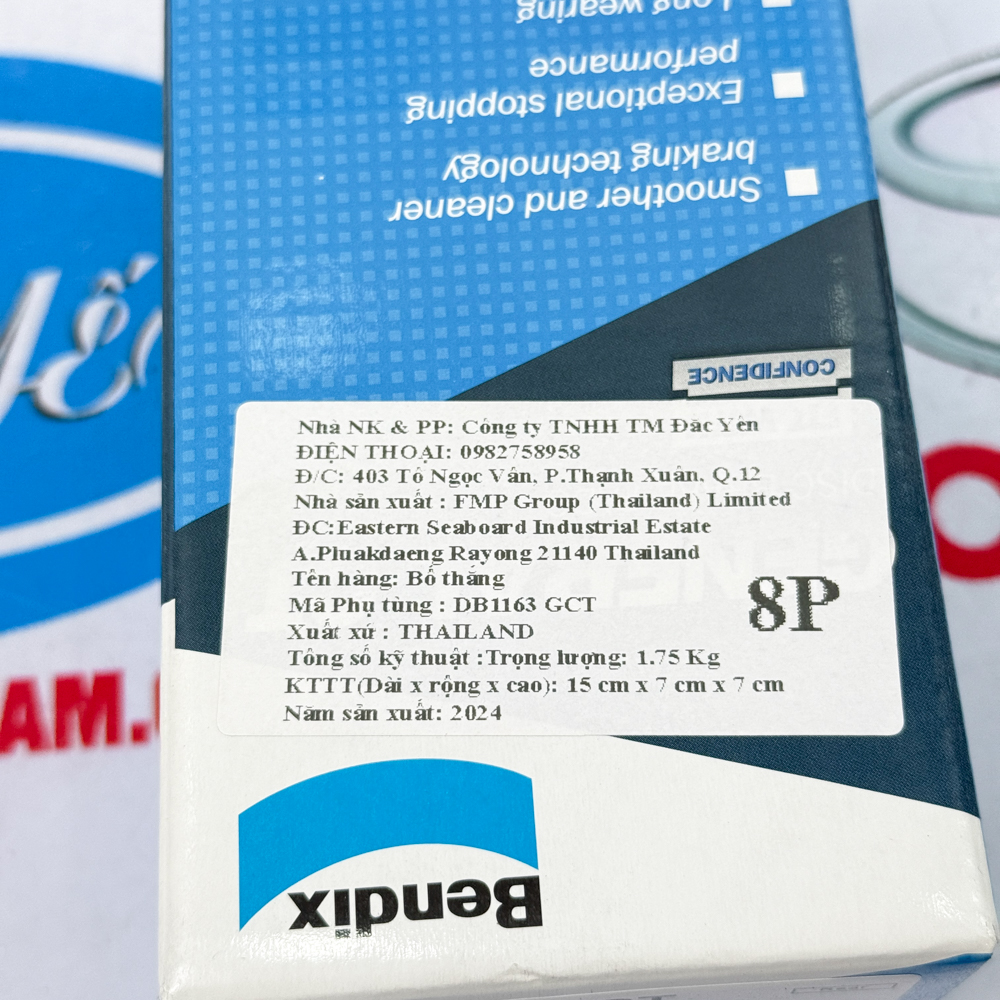 Long wearing
Exceptional stopping
performance
Smoother and cleaner
braking technology
CONFIDENCE
Nhà NK & PP: Công ty TNHH TM Đăc Yên
ĐIỆN THOẠI: 0982758958
Đ/C: 403 Tô Ngọc Vân, P.Thạnh Xuân, Q.12
Nhà sản xuất : FMP Group (Thailand) Limited
ĐC:Eastern Seaboard Industrial Estate
A.Pluakdaeng Rayong 21140 Thailand
Tên hàng: Bố thắng
Mã Phụ tùng : DB1163 GCT
8P
Xuất xứ : THAILAND
Tông số kỹ thuật :Trọng lượng: 1.75 Kg
KTTT(Dài x rộng x cao): 15 cm x 7 cm x 7 cm
Năm sản xuất: 2024
Bendix
AM.